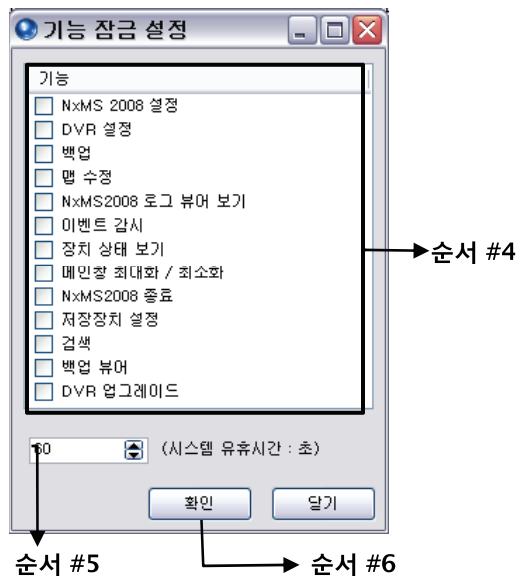 기능 잠금 설정
기능
NxMS 2008 설정
DVR 설정
백업
맵 수정
NxMS2008 로그 뷰어 보기
이벤트 감시
장치 상태 보기
순서 #4
메인창 최대화 / 최소화
NxMS2008 종료
저장장치 설정
검색
백업 뷰어
DVR 업그레이드
60 (시스템 유휴시간 : 초)
확인 닫기
순서 #5 순서 #6